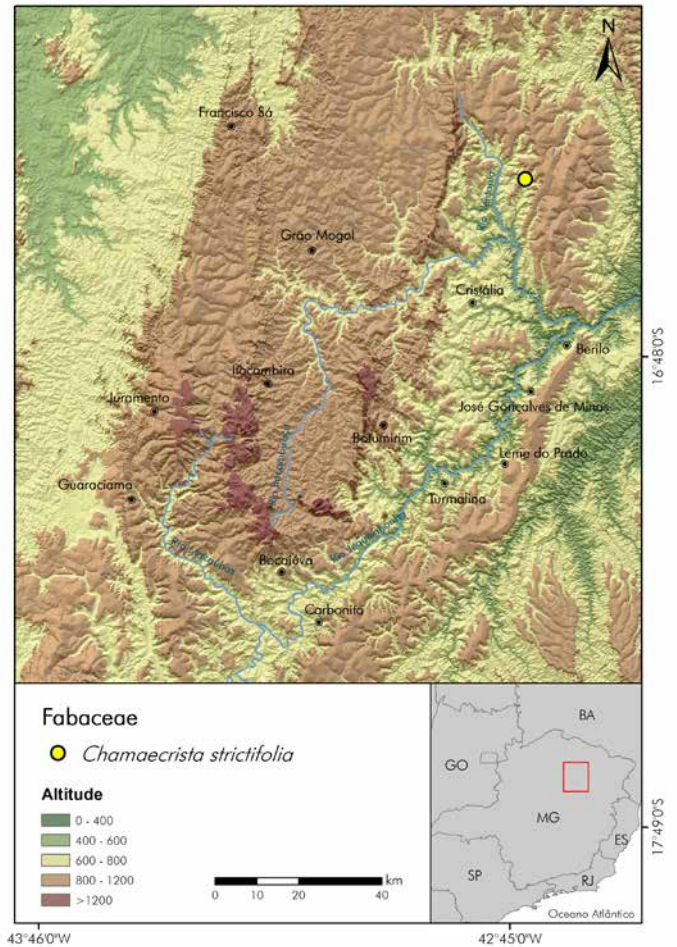 N
Francisco Sá
Grão Mogol
Cristália
Berilo
Itacambira
Juramento
José Gonçalves de Minas
Botumirim
Leme do Prado
Guaraciama
Turmalina
Bocaiúva
Carbonita
16°48'0"S
Fabaceae
Chamaecrista strictifolia
Altitude
0 - 400
400 - 600
600 - 800
800 - 1200
>1200
km
0 10 20 40
BA
GO
MG
ES
SP
RJ
Oceano Atlântico
17°49'0"S
43°46'0"W
42°45'0"W